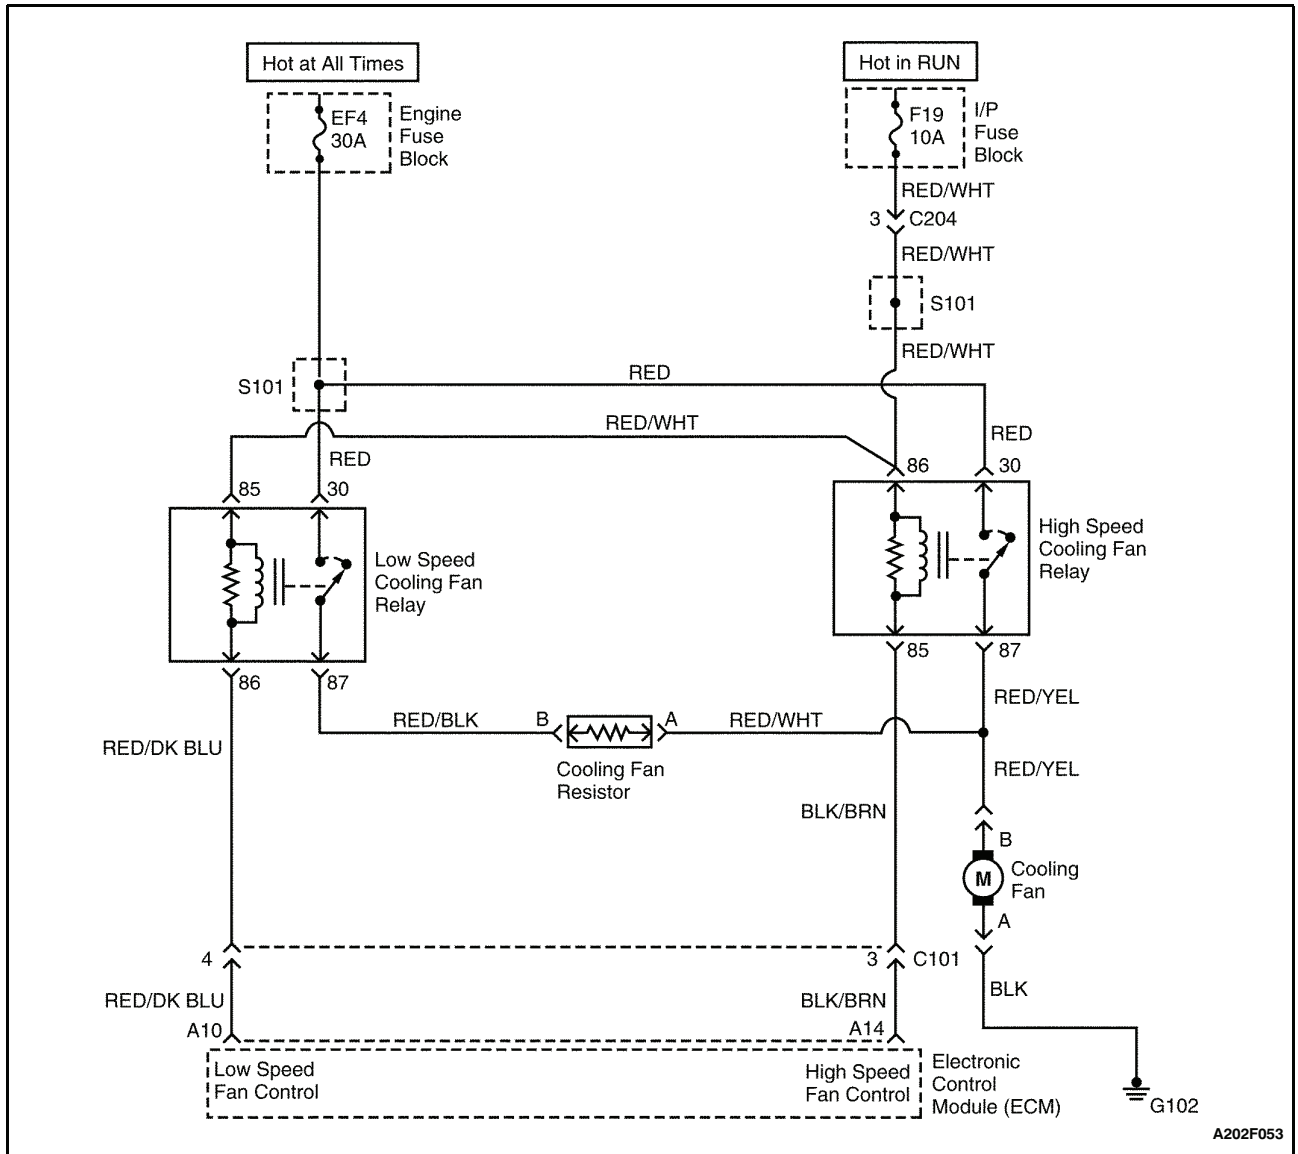 Hot at All Times
Hot in RUN
EF4
30A
Engine
Fuse
Block
F19
10A
I/P
Fuse
Block
RED/WHT
3
C204
RED/WHT
S101
RED/WHT
S101
RED
RED/WHT
RED
RED
85
30
86
30
Low Speed
Cooling Fan
Relay
High Speed
Cooling Fan
Relay
86
87
85
87
RED/YEL
RED/BLK
B
A
RED/WHT
RED/DK BLU
Cooling Fan
Resistor
RED/YEL
BLK/BRN
B
M
Cooling
Fan
A
4
3
C101
RED/DK BLU
BLK/BRN
BLK
A10
A14
Low Speed
Fan Control
High Speed
Fan Control
Electronic
Control
Module (ECM)
G102
A202F053